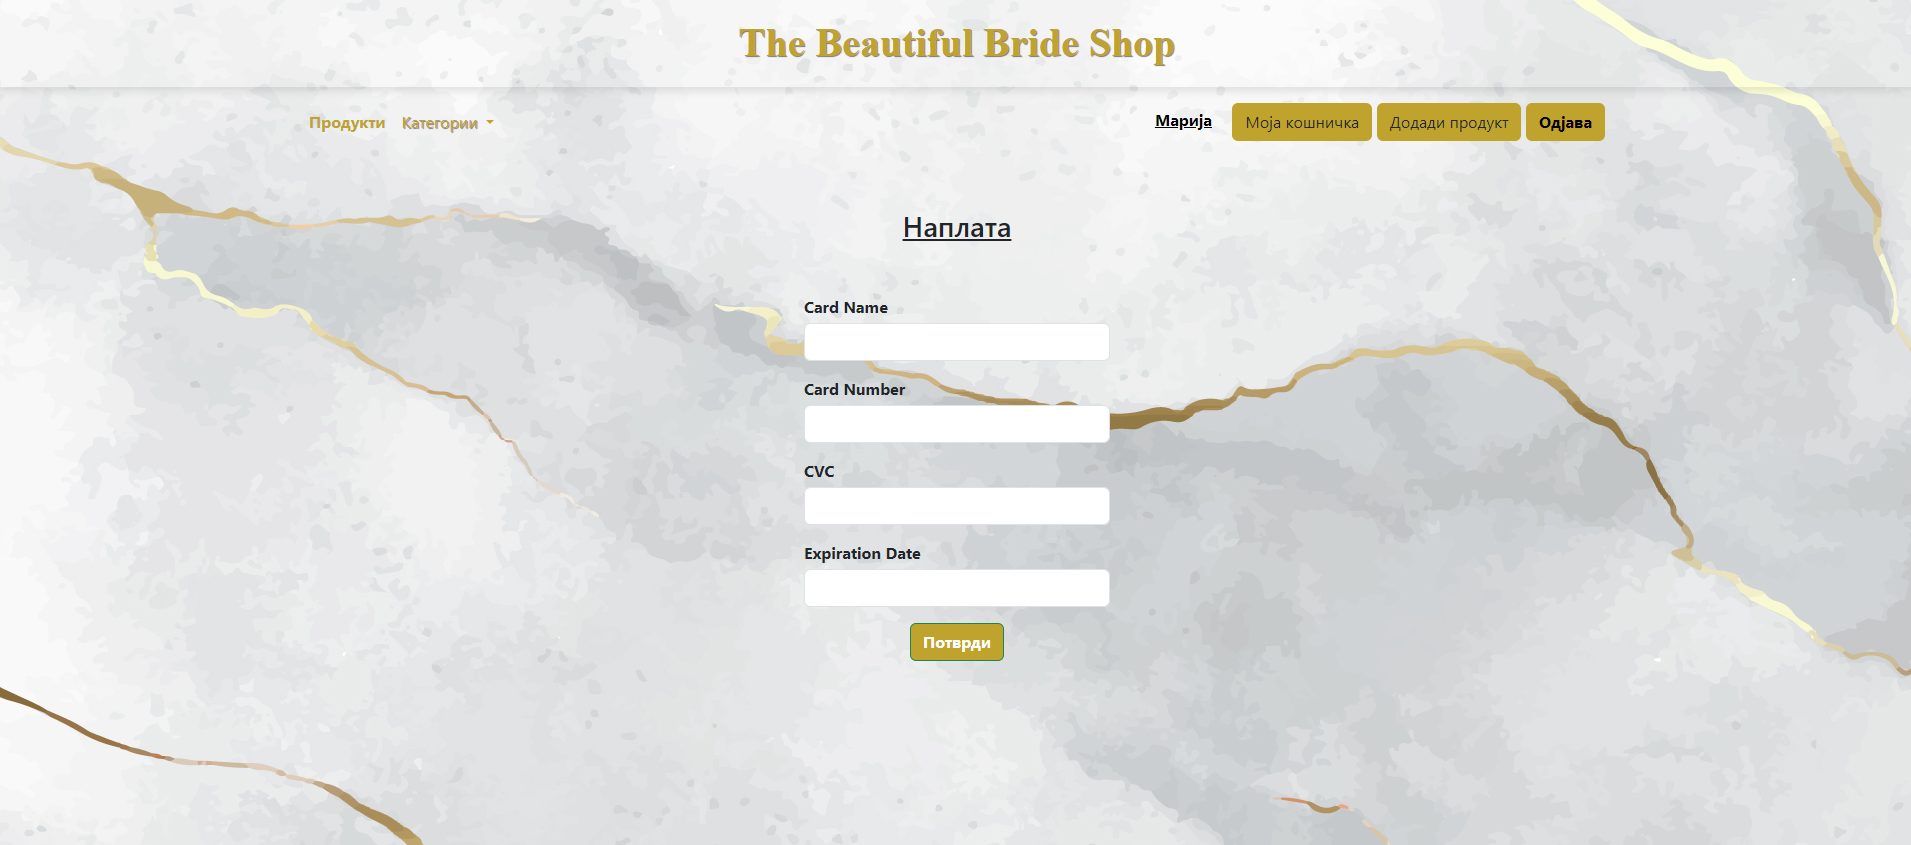 The Beautiful Bride Shop
Продукти Категории Марија Моја кошничка Додади продукт Одјава
Наплата
Card Name
Card Number
CVC
Expiration Date
Потврди